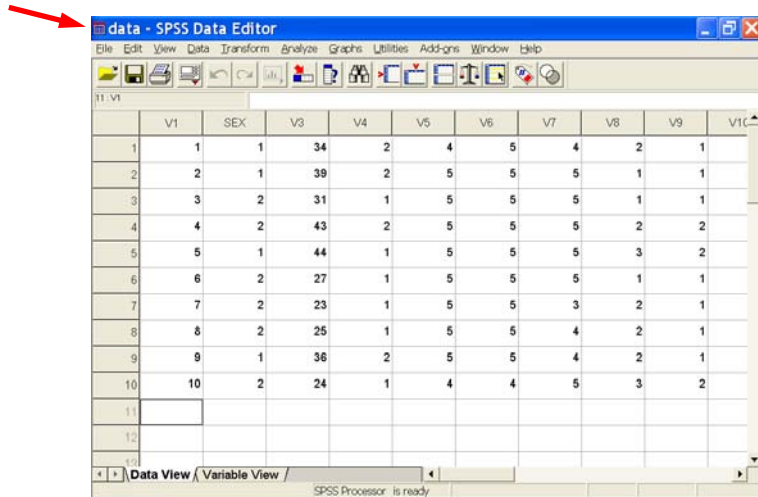 data - SPSS Data Editor
File Edit View Data Transform Analyze Graphs Utilities Add-ons Window Help
11 : V1
V1 SEX V3 V4 V5 V6 V7 V8 V9 V10
1 1 1 34 2 4 5 4 2 1
2 2 1 39 2 5 5 5 1 1
3 3 2 31 1 5 5 5 1 1
4 4 2 43 2 5 5 5 2 2
5 5 1 44 1 5 5 5 3 2
6 6 2 27 1 5 5 5 1 1
7 7 2 23 1 5 5 3 2 1
8 8 2 25 1 5 5 4 2 1
9 9 1 36 2 5 5 4 2 1
10 10 2 24 1 4 4 5 3 2
11
12
13
Data View Variable View
SPSS Processor is ready